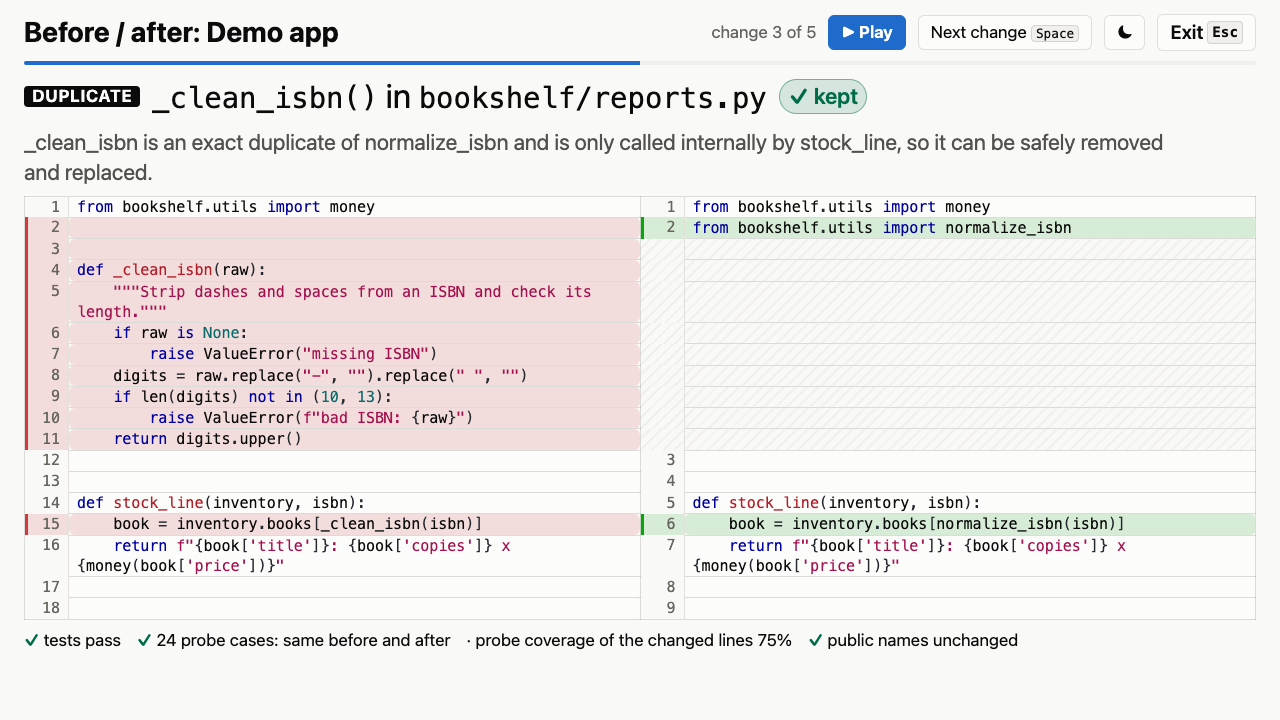 Before / after: Demo app
change 3 of 5
Play
Next change Space
Exit Esc
DUPLICATE _clean_isbn() in bookshelf/reports.py ✓ kept
_clean_isbn is an exact duplicate of normalize_isbn and is only called internally by stock_line, so it can be safely removed
and replaced.
1 from bookshelf.utils import money
2
3
4 def _clean_isbn(raw):
5     """Strip dashes and spaces from an ISBN and check its
length."""
6     if raw is None:
7         raise ValueError("missing ISBN")
8     digits = raw.replace("-", "").replace(" ", "")
9     if len(digits) not in (10, 13):
10         raise ValueError(f"bad ISBN: {raw}")
11     return digits.upper()
12
13
14 def stock_line(inventory, isbn):
15     book = inventory.books[_clean_isbn(isbn)]
16     return f"{book['title']}: {book['copies']} x
{money(book['price'])}"
17
18
1 from bookshelf.utils import money
2 from bookshelf.utils import normalize_isbn
3
4
5 def stock_line(inventory, isbn):
6     book = inventory.books[normalize_isbn(isbn)]
7     return f"{book['title']}: {book['copies']} x
{money(book['price'])}"
8
9
✓ tests pass ✓ 24 probe cases: same before and after · probe coverage of the changed lines 75% ✓ public names unchanged